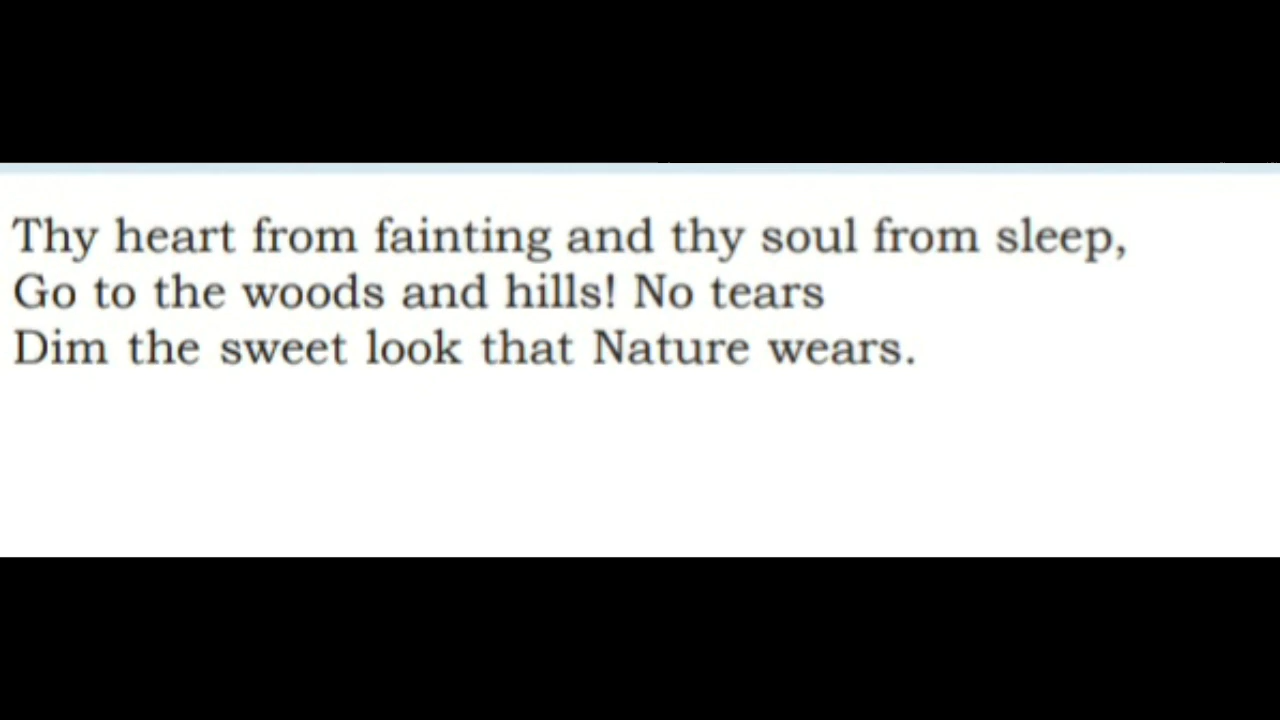 Thy heart from fainting and thy soul from sleep,
Go to the woods and hills! No tears
Dim the sweet look that Nature wears.